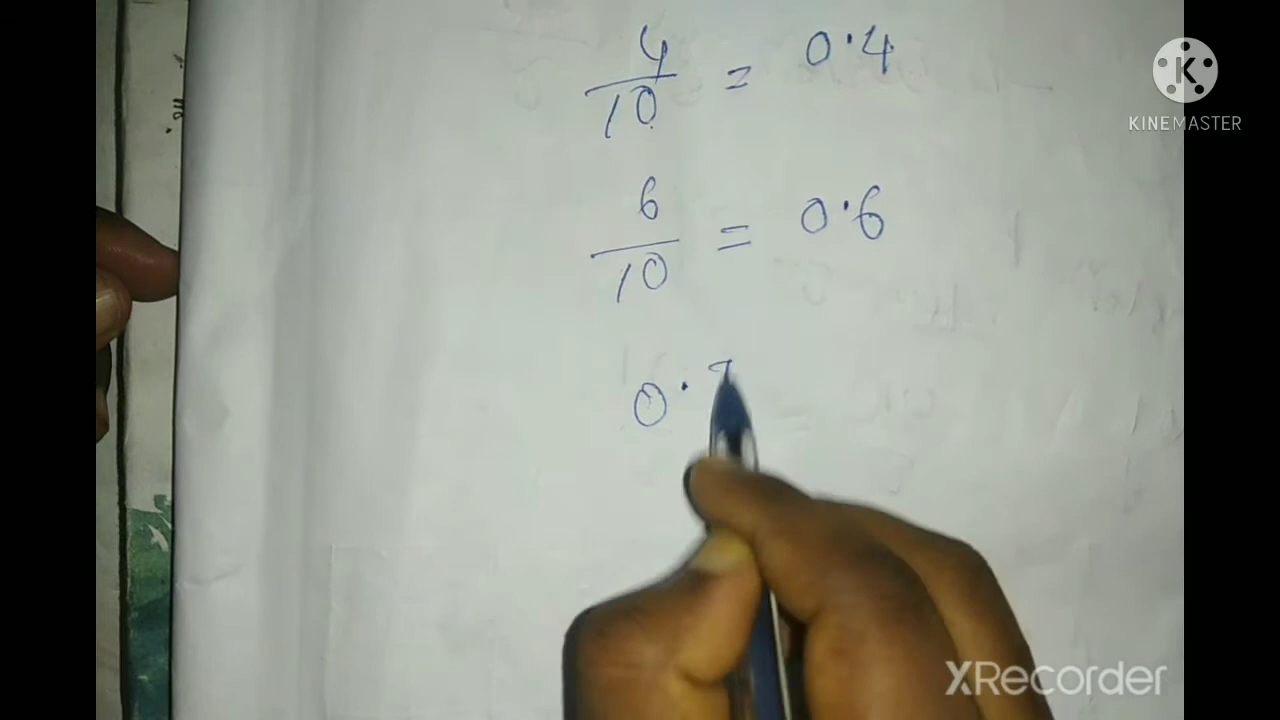 4/10 = 0.4
K
KINEMASTER
6/10 = 0.6
0.
XRecorder